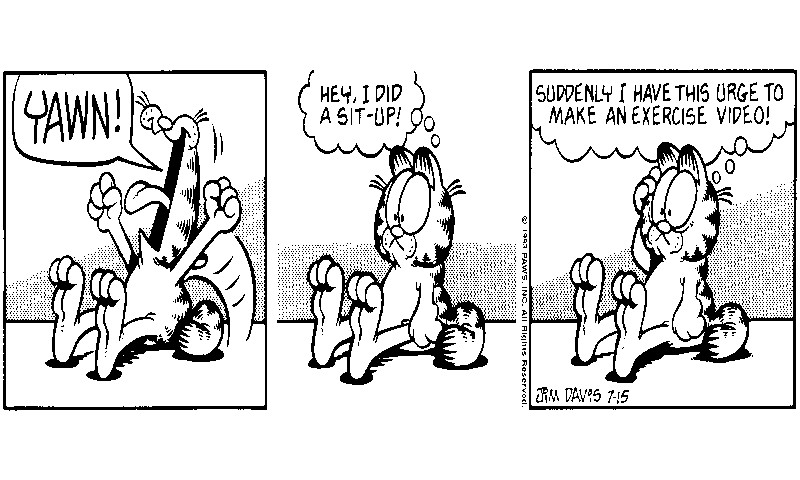 YAWN!
HEY, I DID
A SIT-UP!
SUDDENLY I HAVE THIS URGE TO
MAKE AN EXERCISE VIDEO!
© 1993 PAWS, INC. All Rights Reserved.
JIM DAVIS 7-15